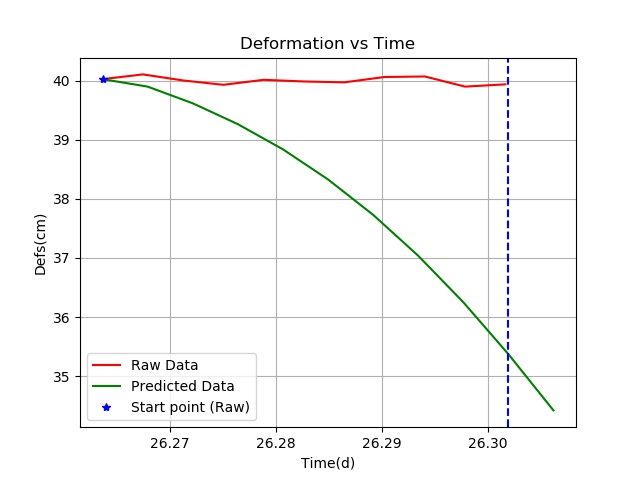 Deformation vs Time
Defs(cm)
40
39
38
37
36
35
Raw Data
Predicted Data
Start point (Raw)
26.27 26.28 26.29 26.30
Time(d)